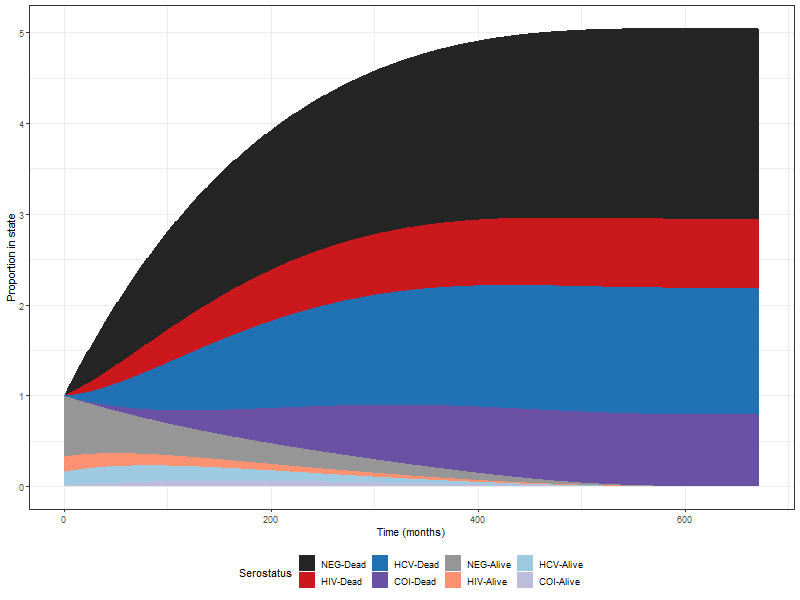 Proportion in state
5
4
3
2
1
0
0 200 400 600
Time (months)
Serostatus
NEG-Dead HCV-Dead NEG-Alive HCV-Alive
HIV-Dead COI-Dead HIV-Alive COI-Alive